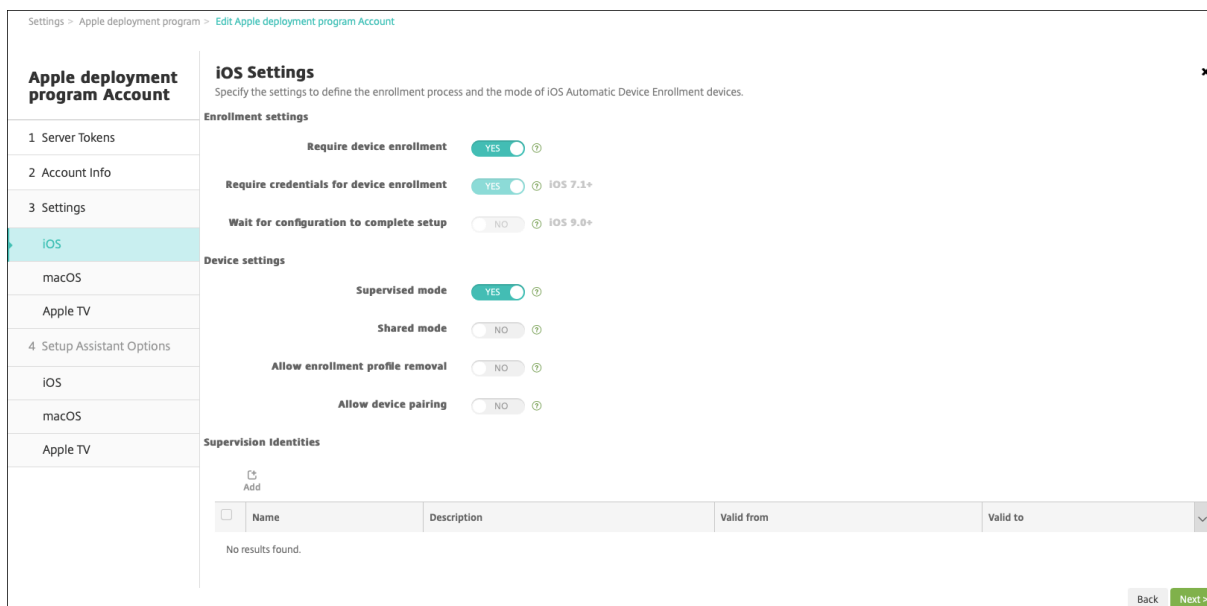 Settings > Apple deployment program > Edit Apple deployment program Account
Apple deployment
program Account
1 Server Tokens
2 Account Info
3 Settings
iOS
macOS
Apple TV
4 Setup Assistant Options
iOS
macOS
Apple TV
iOS Settings
Specify the settings to define the enrollment process and the mode of iOS Automatic Device Enrollment devices.
Enrollment settings
Require device enrollment YES
Require credentials for device enrollment YES iOS 7.1+
Wait for configuration to complete setup NO iOS 9.0+
Device settings
Supervised mode YES
Shared mode NO
Allow enrollment profile removal NO
Allow device pairing NO
Supervision Identities
Add
Name Description Valid from Valid to
No results found.
Back Next >